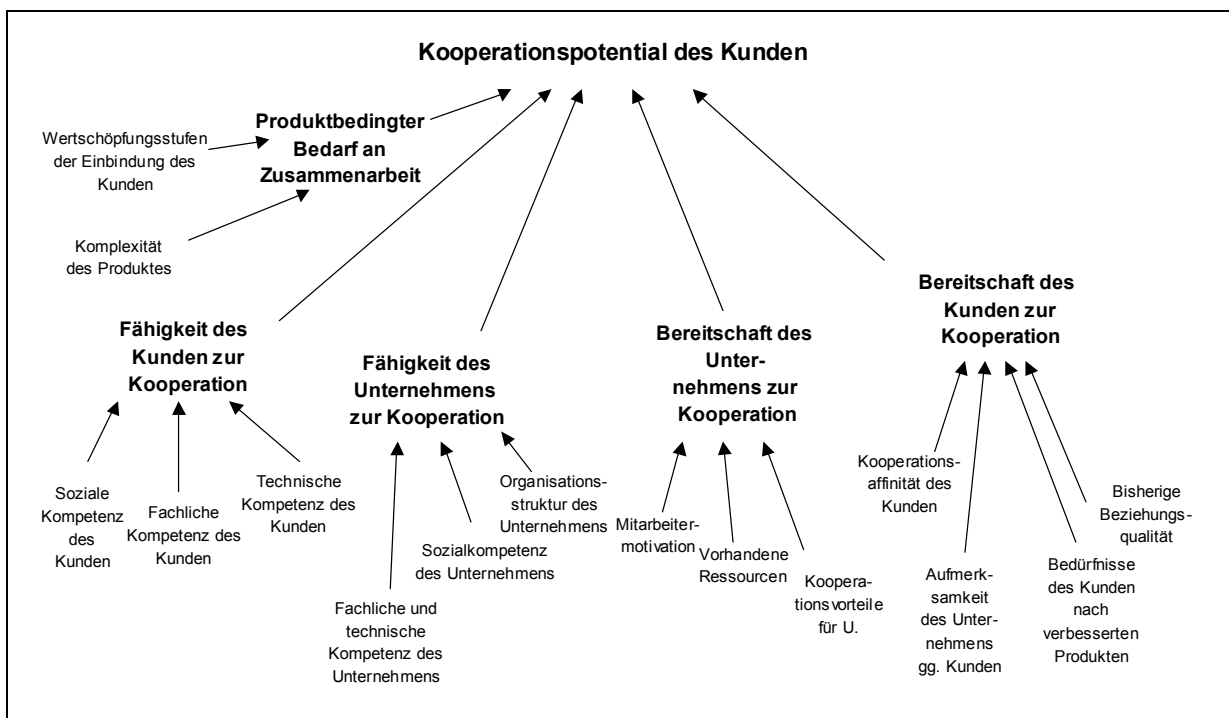 Kooperationspotential des Kunden
Produktbedingter
Bedarf an
Zusammenarbeit
Wertschöpfungsstufen
der Einbindung des
Kunden
Komplexität
des Produktes
Fähigkeit des
Kunden zur
Kooperation
Soziale
Kompetenz
des
Kunden
Fachliche
Kompetenz des
Kunden
Technische
Kompetenz des
Kunden
Fähigkeit des
Unternehmens
zur Kooperation
Fachliche und
technische
Kompetenz des
Unternehmens
Sozialkompetenz
des Unternehmens
Organisations-
struktur des
Unternehmens
Bereitschaft des
Unter-
nehmens zur
Kooperation
Mitarbeiter-
motivation
Vorhandene
Ressourcen
Koopera-
tionsvorteile
für U.
Bereitschaft des
Kunden zur
Kooperation
Kooperations-
affinität des
Kunden
Aufmerk-
samkeit
des Unter-
nehmens
gg. Kunden
Bedürfnisse
des Kunden
nach
verbesserten
Produkten
Bisherige
Beziehungs-
qualität